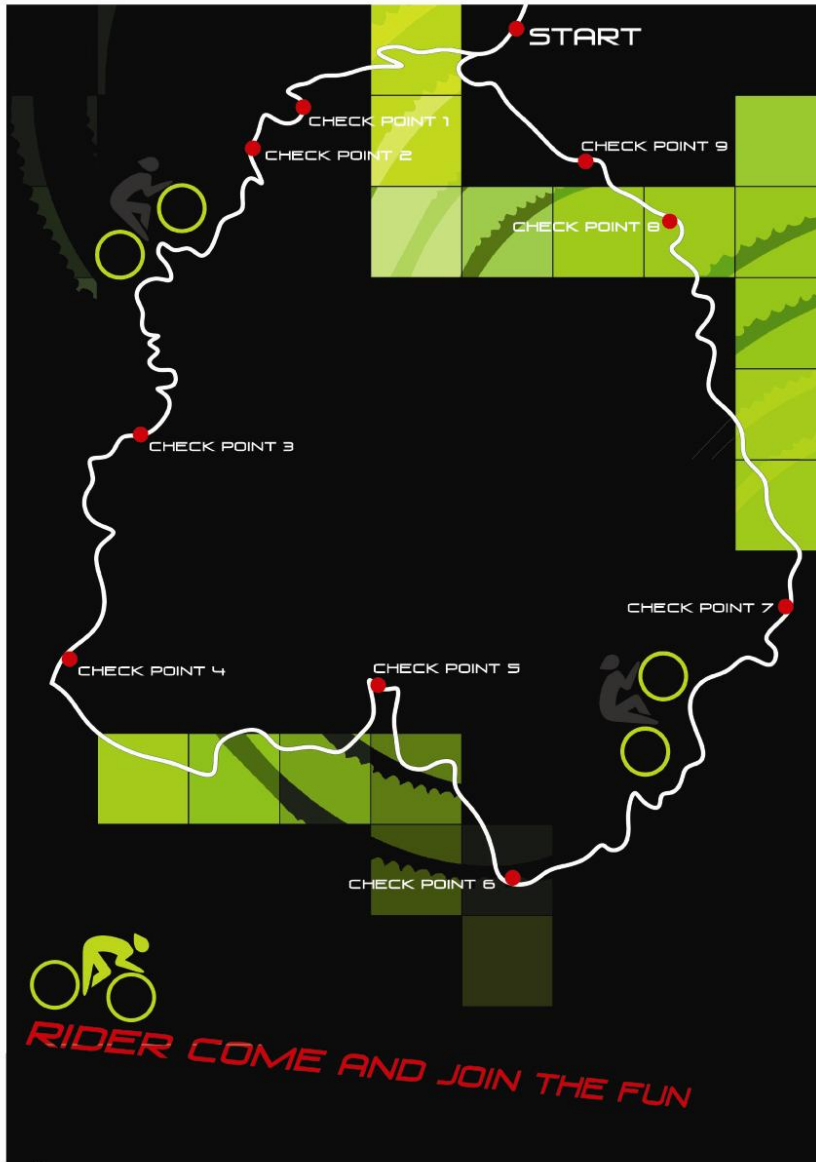 START
CHECK POINT 1
CHECK POINT 2
CHECK POINT 9
CHECK POINT 8
CHECK POINT 3
CHECK POINT 7
CHECK POINT 4
CHECK POINT 5
CHECK POINT 6
RIDER COME AND JOIN THE FUN